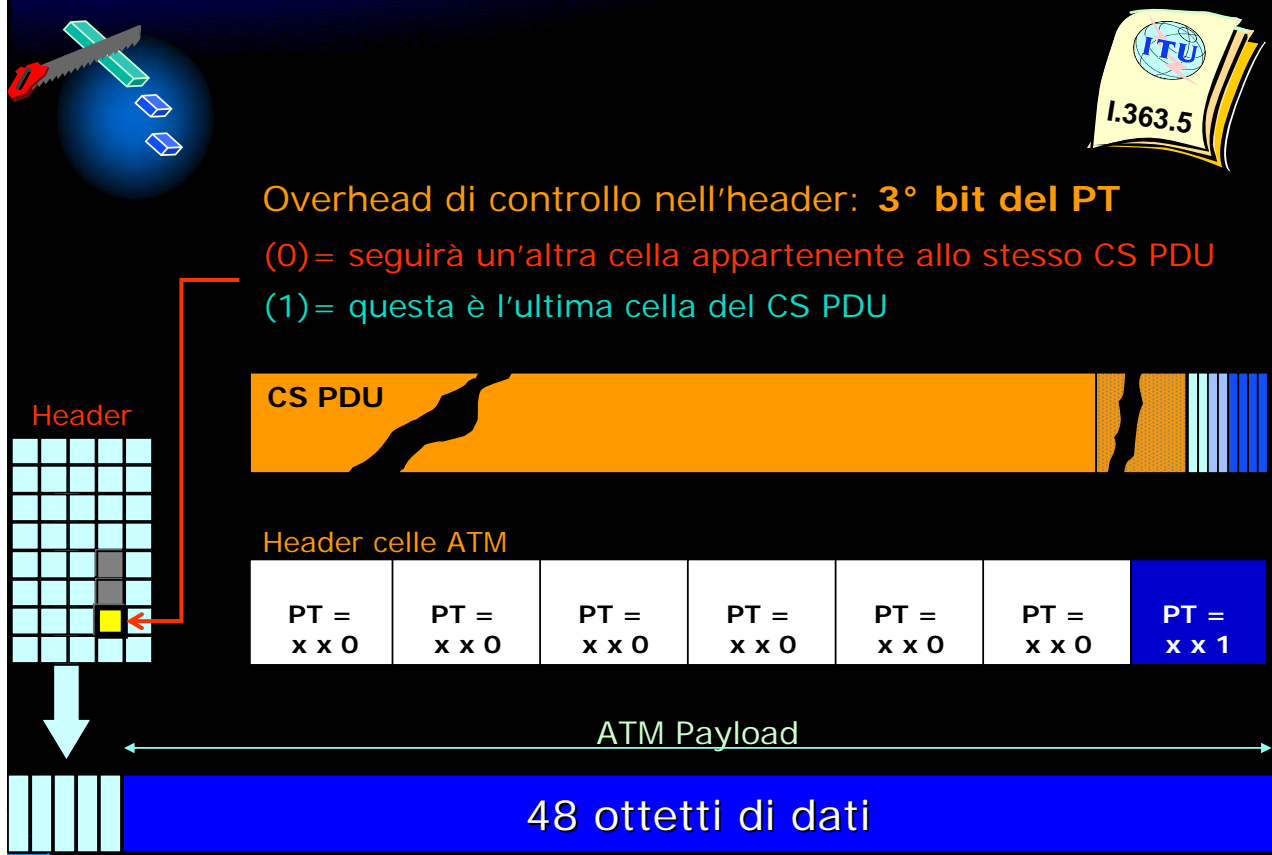 ITU
I.363.5
Overhead di controllo nell’header: 3° bit del PT
(0)= seguirà un’altra cella appartenente allo stesso CS PDU
(1)= questa è l’ultima cella del CS PDU
CS PDU
Header
Header celle ATM
PT = x x 0
PT = x x 0
PT = x x 0
PT = x x 0
PT = x x 0
PT = x x 0
PT = x x 1
ATM Payload
48 ottetti di dati